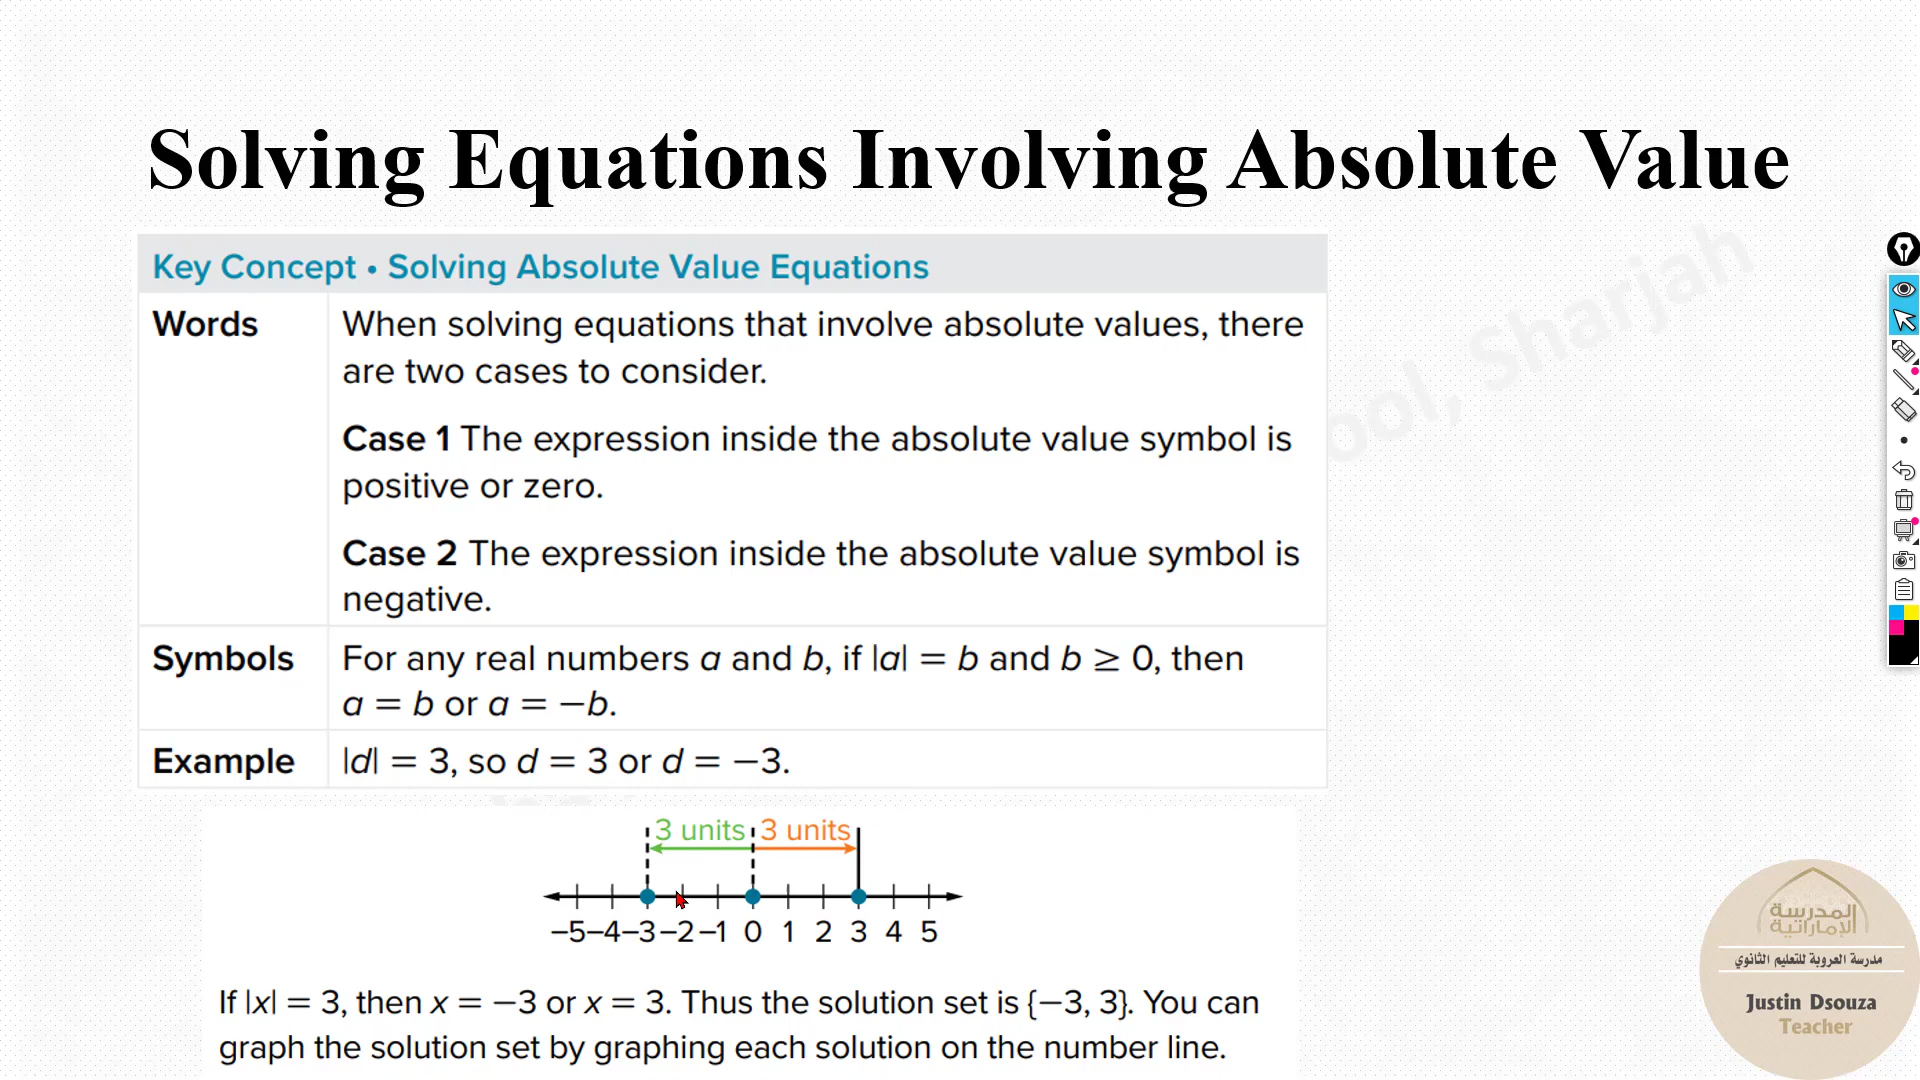 Solving Equations Involving Absolute Value
Key Concept • Solving Absolute Value Equations
Words
When solving equations that involve absolute values, there
are two cases to consider.
Case 1 The expression inside the absolute value symbol is
positive or zero.
Case 2 The expression inside the absolute value symbol is
negative.
Symbols
For any real numbers a and b, if |a| = b and b ≥ 0, then
a = b or a = −b.
Example
|d| = 3, so d = 3 or d = −3.
3 units 3 units
−5 −4 −3 −2 −1 0 1 2 3 4 5
If |x| = 3, then x = −3 or x = 3. Thus the solution set is {−3, 3}. You can
graph the solution set by graphing each solution on the number line.
ool, Sharjah
المدرسة
الإماراتية
مدرسة العروبة للتعليم الثانوي
Justin Dsouza
Teacher